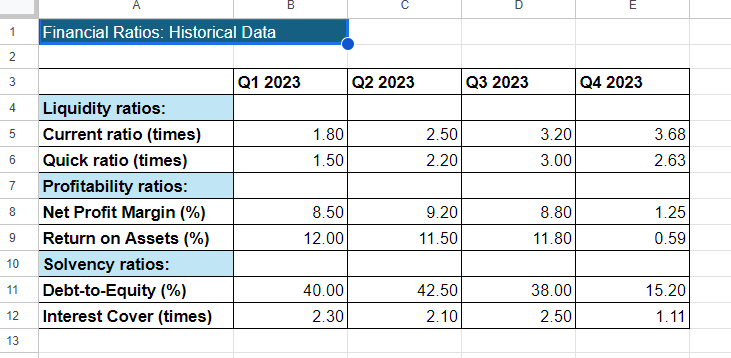 A B C D E
1 Financial Ratios: Historical Data
2
3 Q1 2023 Q2 2023 Q3 2023 Q4 2023
4 Liquidity ratios:
5 Current ratio (times) 1.80 2.50 3.20 3.68
6 Quick ratio (times) 1.50 2.20 3.00 2.63
7 Profitability ratios:
8 Net Profit Margin (%) 8.50 9.20 8.80 1.25
9 Return on Assets (%) 12.00 11.50 11.80 0.59
10 Solvency ratios:
11 Debt-to-Equity (%) 40.00 42.50 38.00 15.20
12 Interest Cover (times) 2.30 2.10 2.50 1.11
13